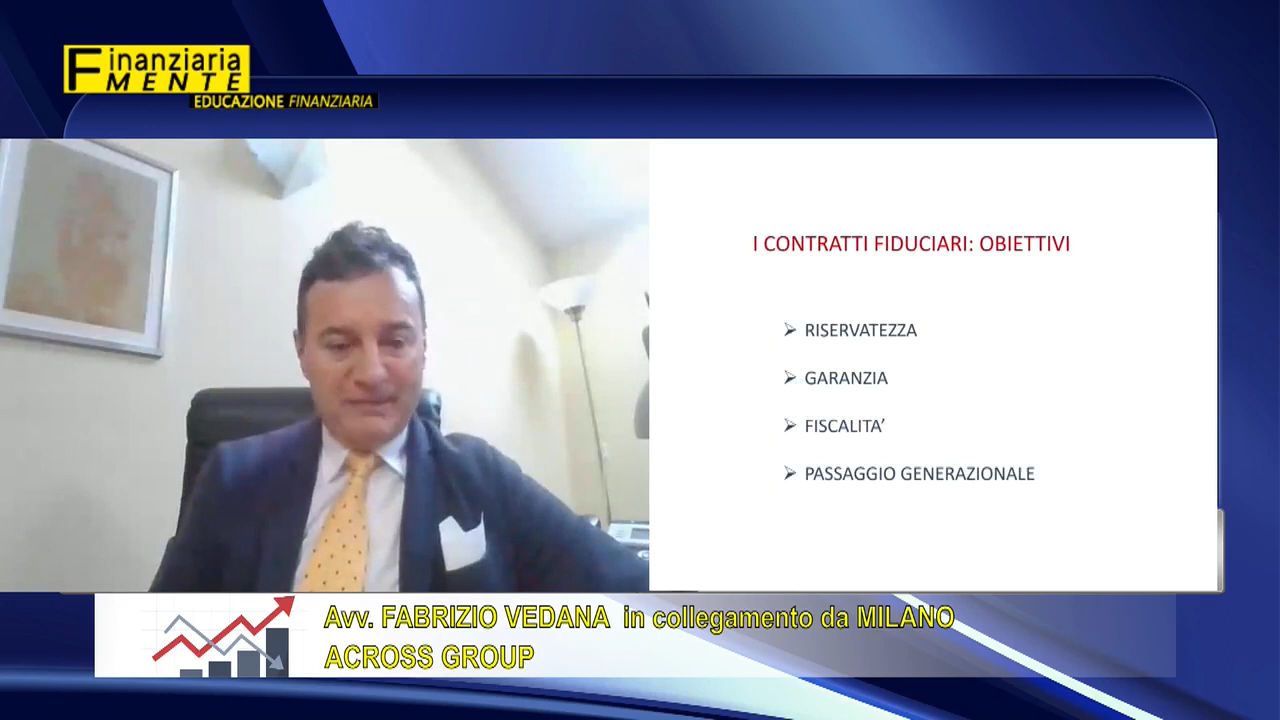 Finanziaria
MENTE
EDUCAZIONE FINANZIARIA
I CONTRATTI FIDUCIARI: OBIETTIVI
➢ RISERVATEZZA
➢ GARANZIA
➢ FISCALITA’
➢ PASSAGGIO GENERAZIONALE
Avv. FABRIZIO VEDANA in collegamento da MILANO
ACROSS GROUP